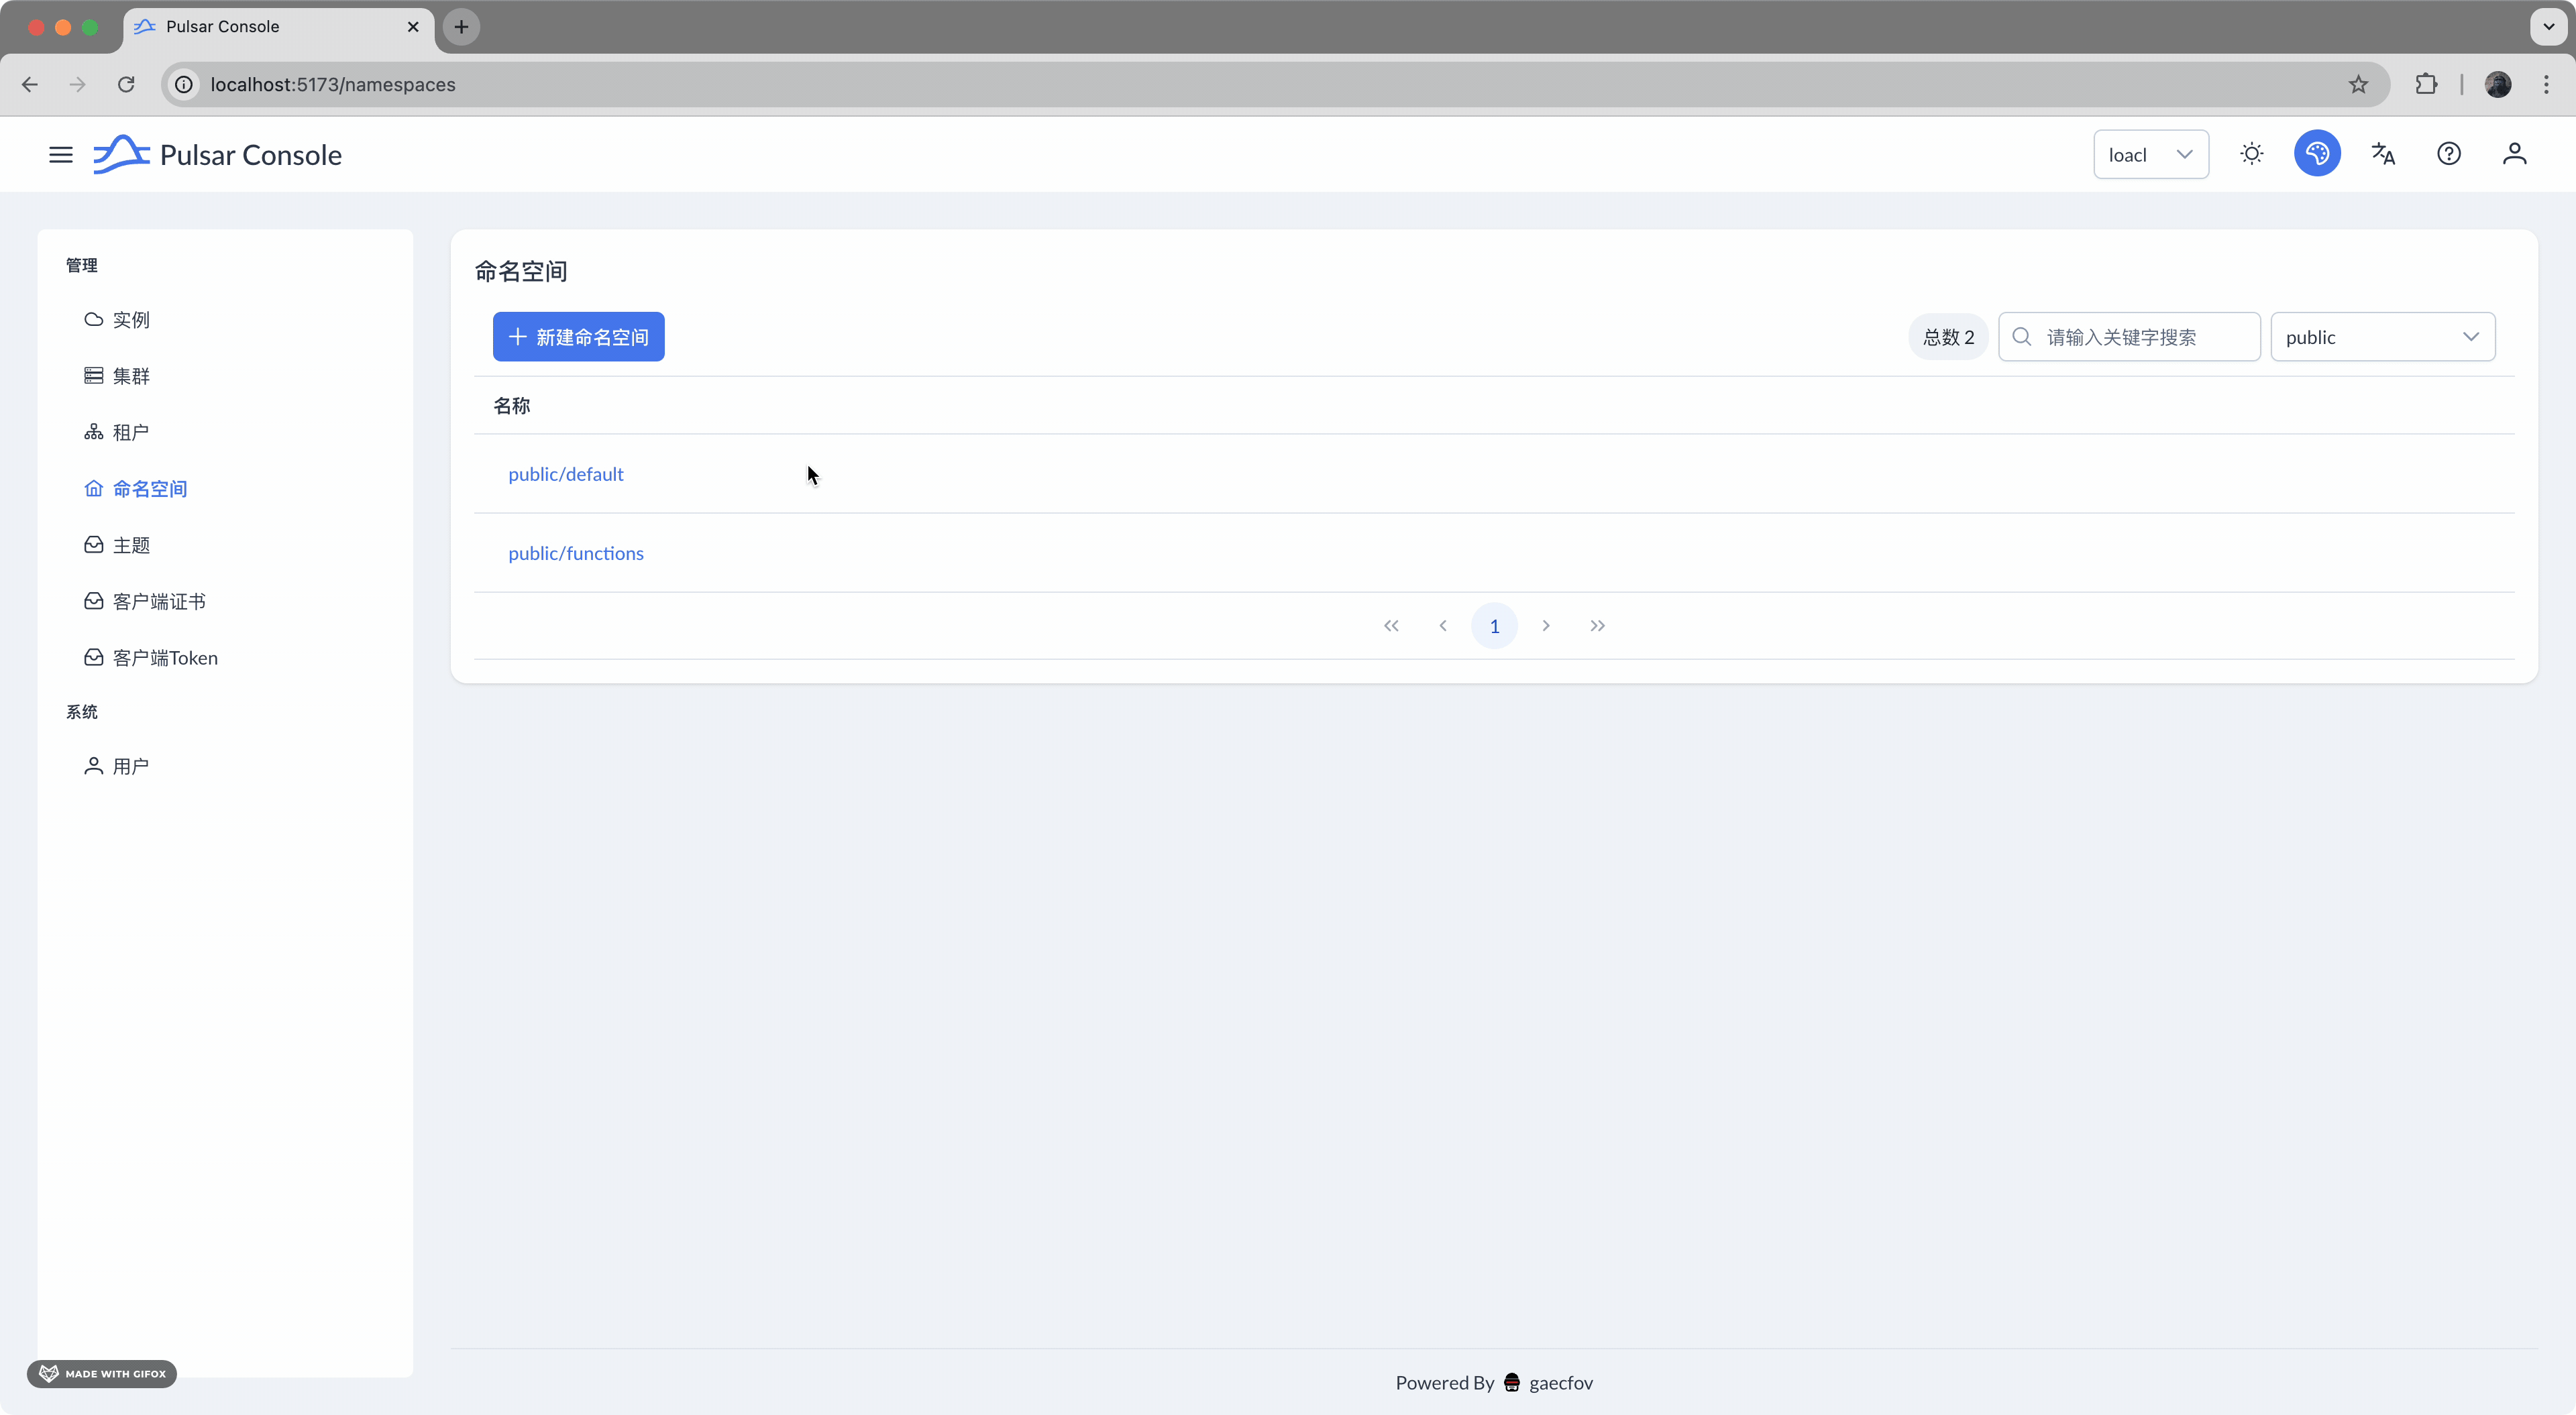 Pulsar Console
localhost:5173/namespaces
Pulsar Console
loacl
管理
实例
集群
租户
命名空间
主题
客户端证书
客户端Token
系统
用户
命名空间
新建命名空间
总数 2
请输入关键字搜索
public
名称
public/default
public/functions
1
MADE WITH GIFOX
Powered By gaecfov